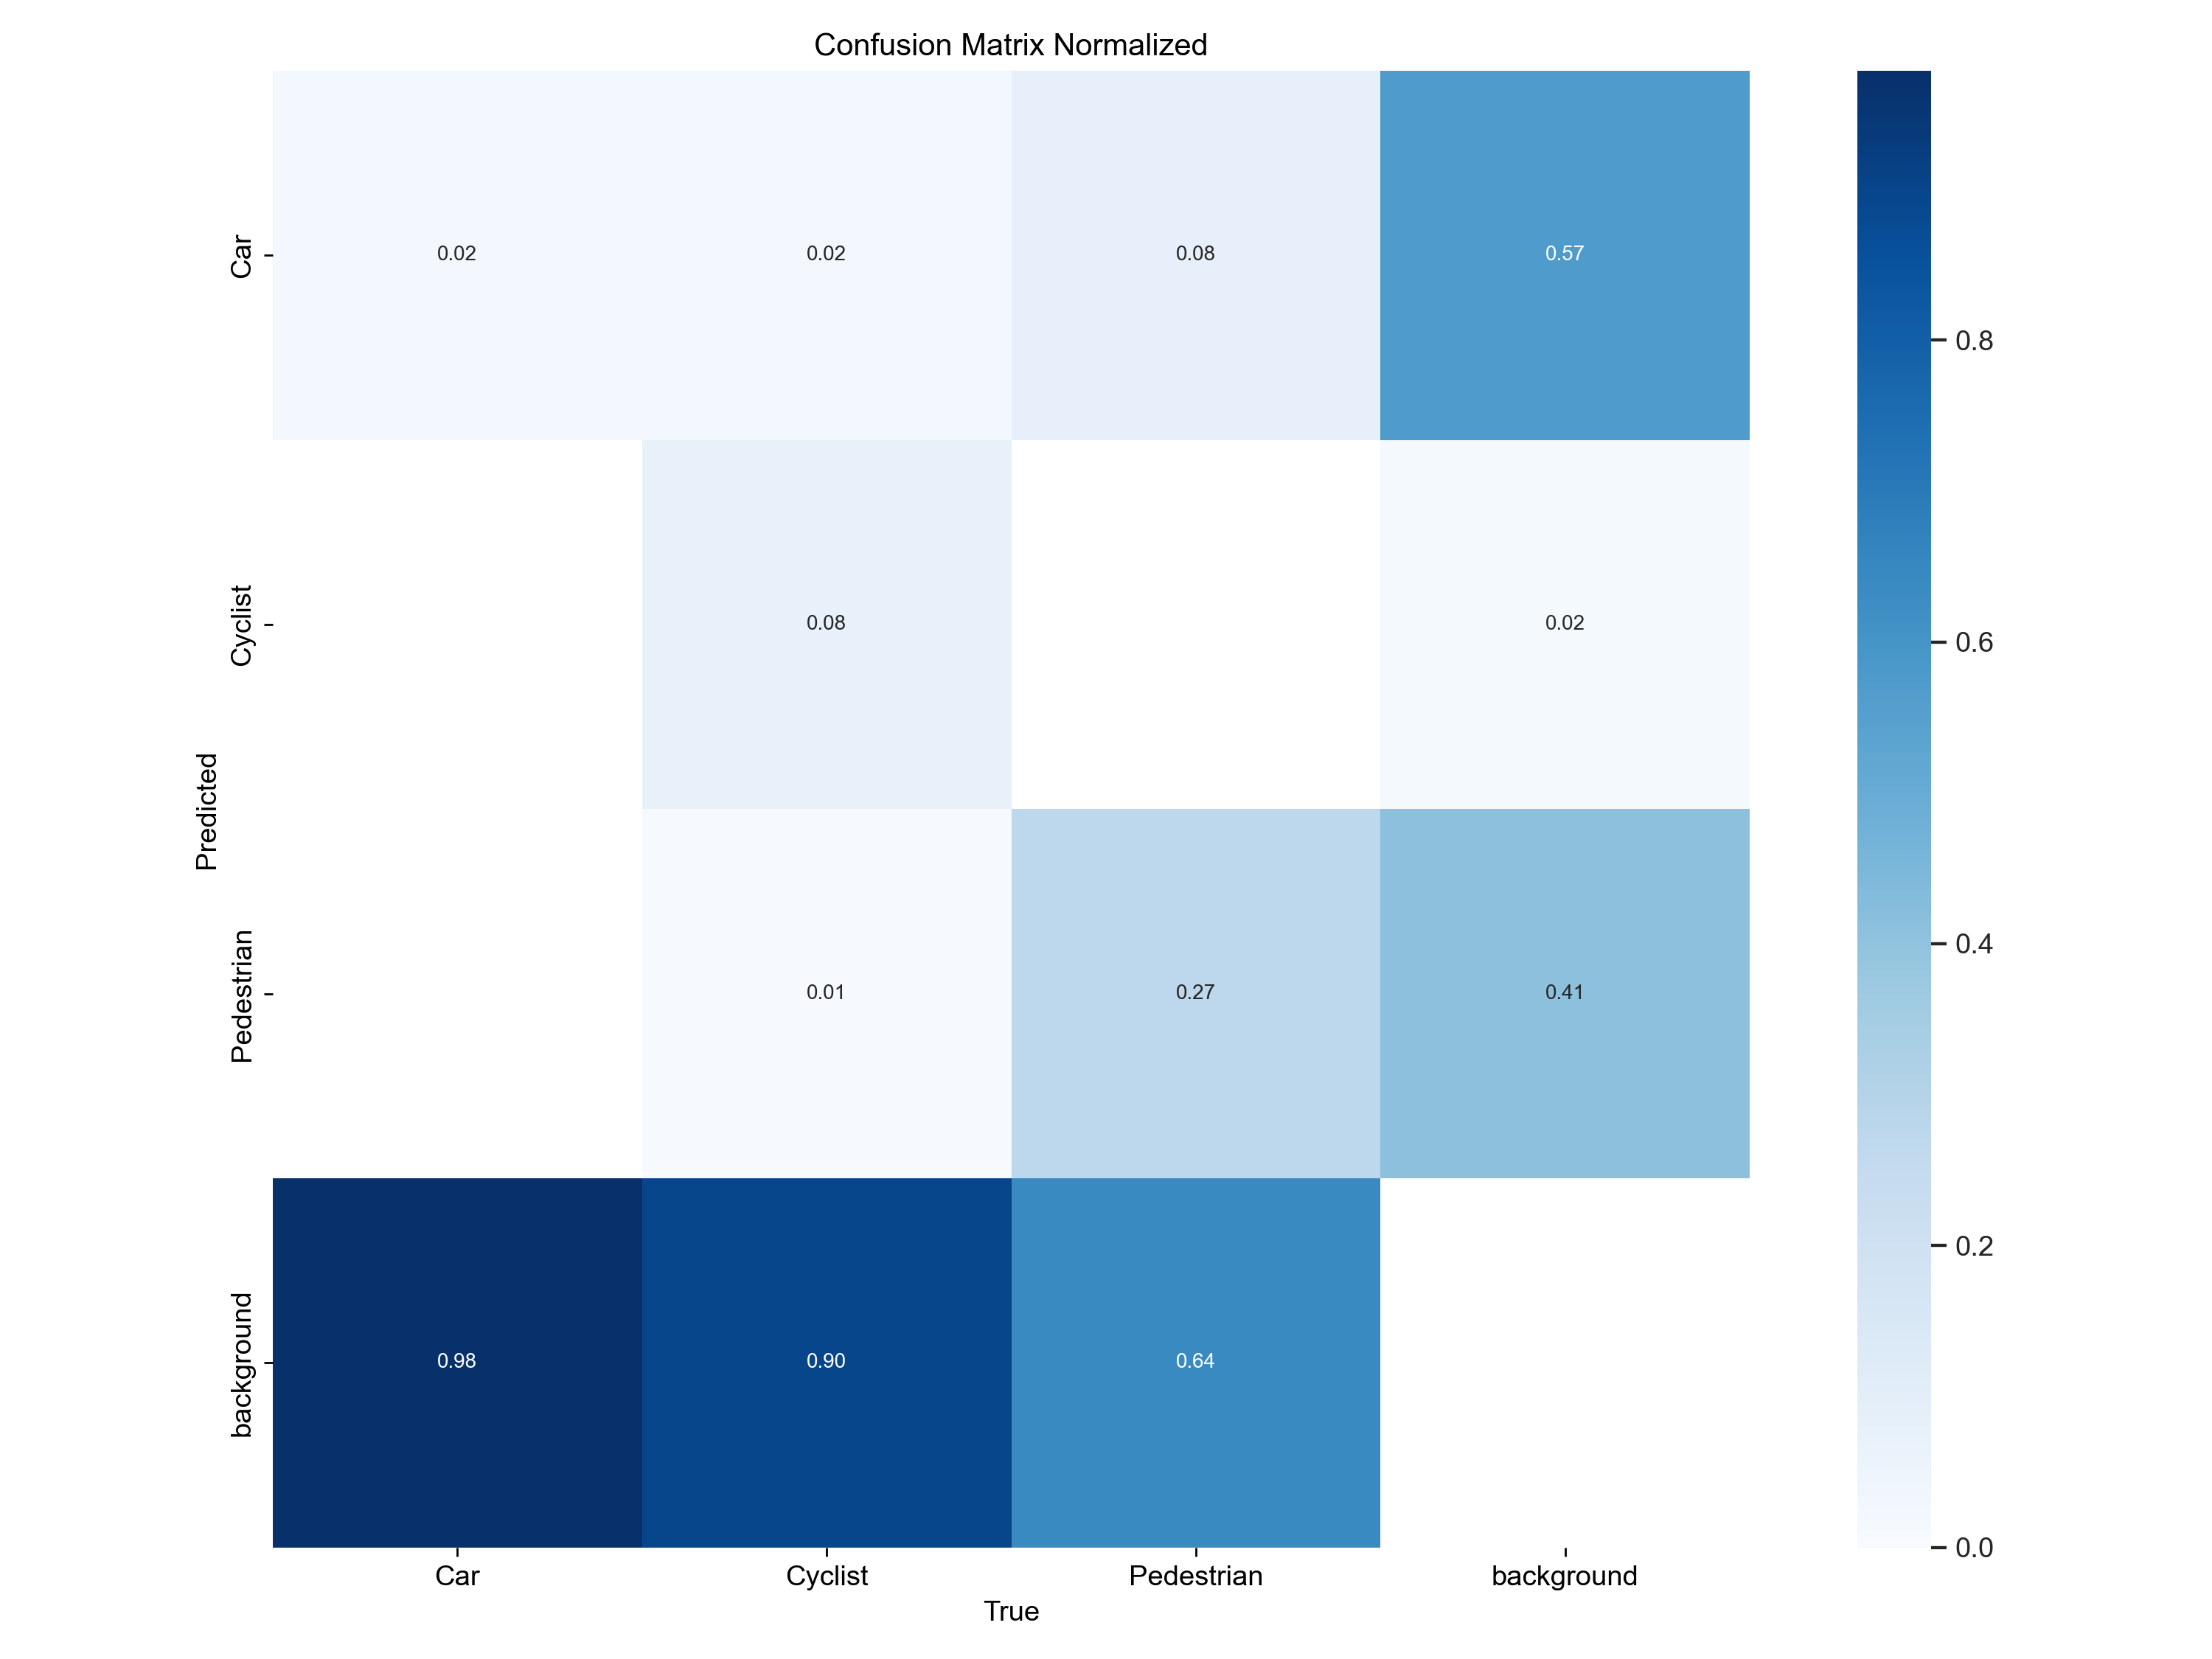 Confusion Matrix Normalized
Car
0.02
0.02
0.08
0.57
Cyclist
0.08
0.02
Pedestrian
0.01
0.27
0.41
background
0.98
0.90
0.64
Predicted
Car
Cyclist
Pedestrian
background
True
0.8
0.6
0.4
0.2
0.0